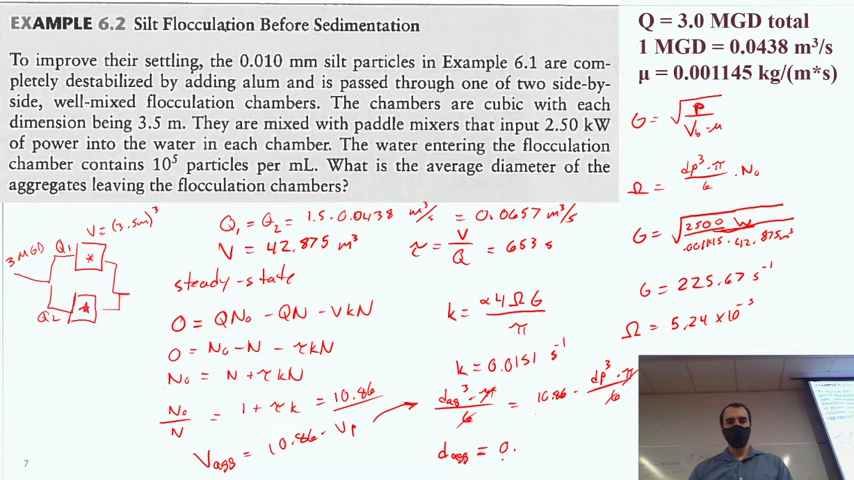 EXAMPLE 6.2 Silt Flocculation Before Sedimentation
To improve their settling, the 0.010 mm silt particles in Example 6.1 are com-
pletely destabilized by adding alum and is passed through one of two side-by-
side, well-mixed flocculation chambers. The chambers are cubic with each
dimension being 3.5 m. They are mixed with paddle mixers that input 2.50 kW
of power into the water in each chamber. The water entering the flocculation
chamber contains 10⁵ particles per mL. What is the average diameter of the
aggregates leaving the flocculation chambers?
Q = 3.0 MGD total
1 MGD = 0.0438 m³/s
μ = 0.001145 kg/(m*s)
G = √(P / V_b·μ)
Ω = dp³·π / 6 · N₀
G = √(2500 W / .001145 · 42.875m³)
G = 225.67 s⁻¹
Ω = 5.24 × 10⁻⁵
3 MGD Q1 V = (3.5m)³
Q2
Q₁ = Q₂ = 1.5 · 0.0438 m³/s = 0.0657 m³/s
V = 42.875 m³
τ = V / Q = 653 s
steady-state
0 = QN₀ - QN - VkN
0 = N₀ - N - τkN
N₀ = N + τkN
N₀ / N = 1 + τk = 10.86
V_agg = 10.86 · V_p
k = α4ΩG / π
k = 0.0151 s⁻¹
d_ag³·π / 6 = 10.86 · dp³·π / 6
d_agg = 0.
7